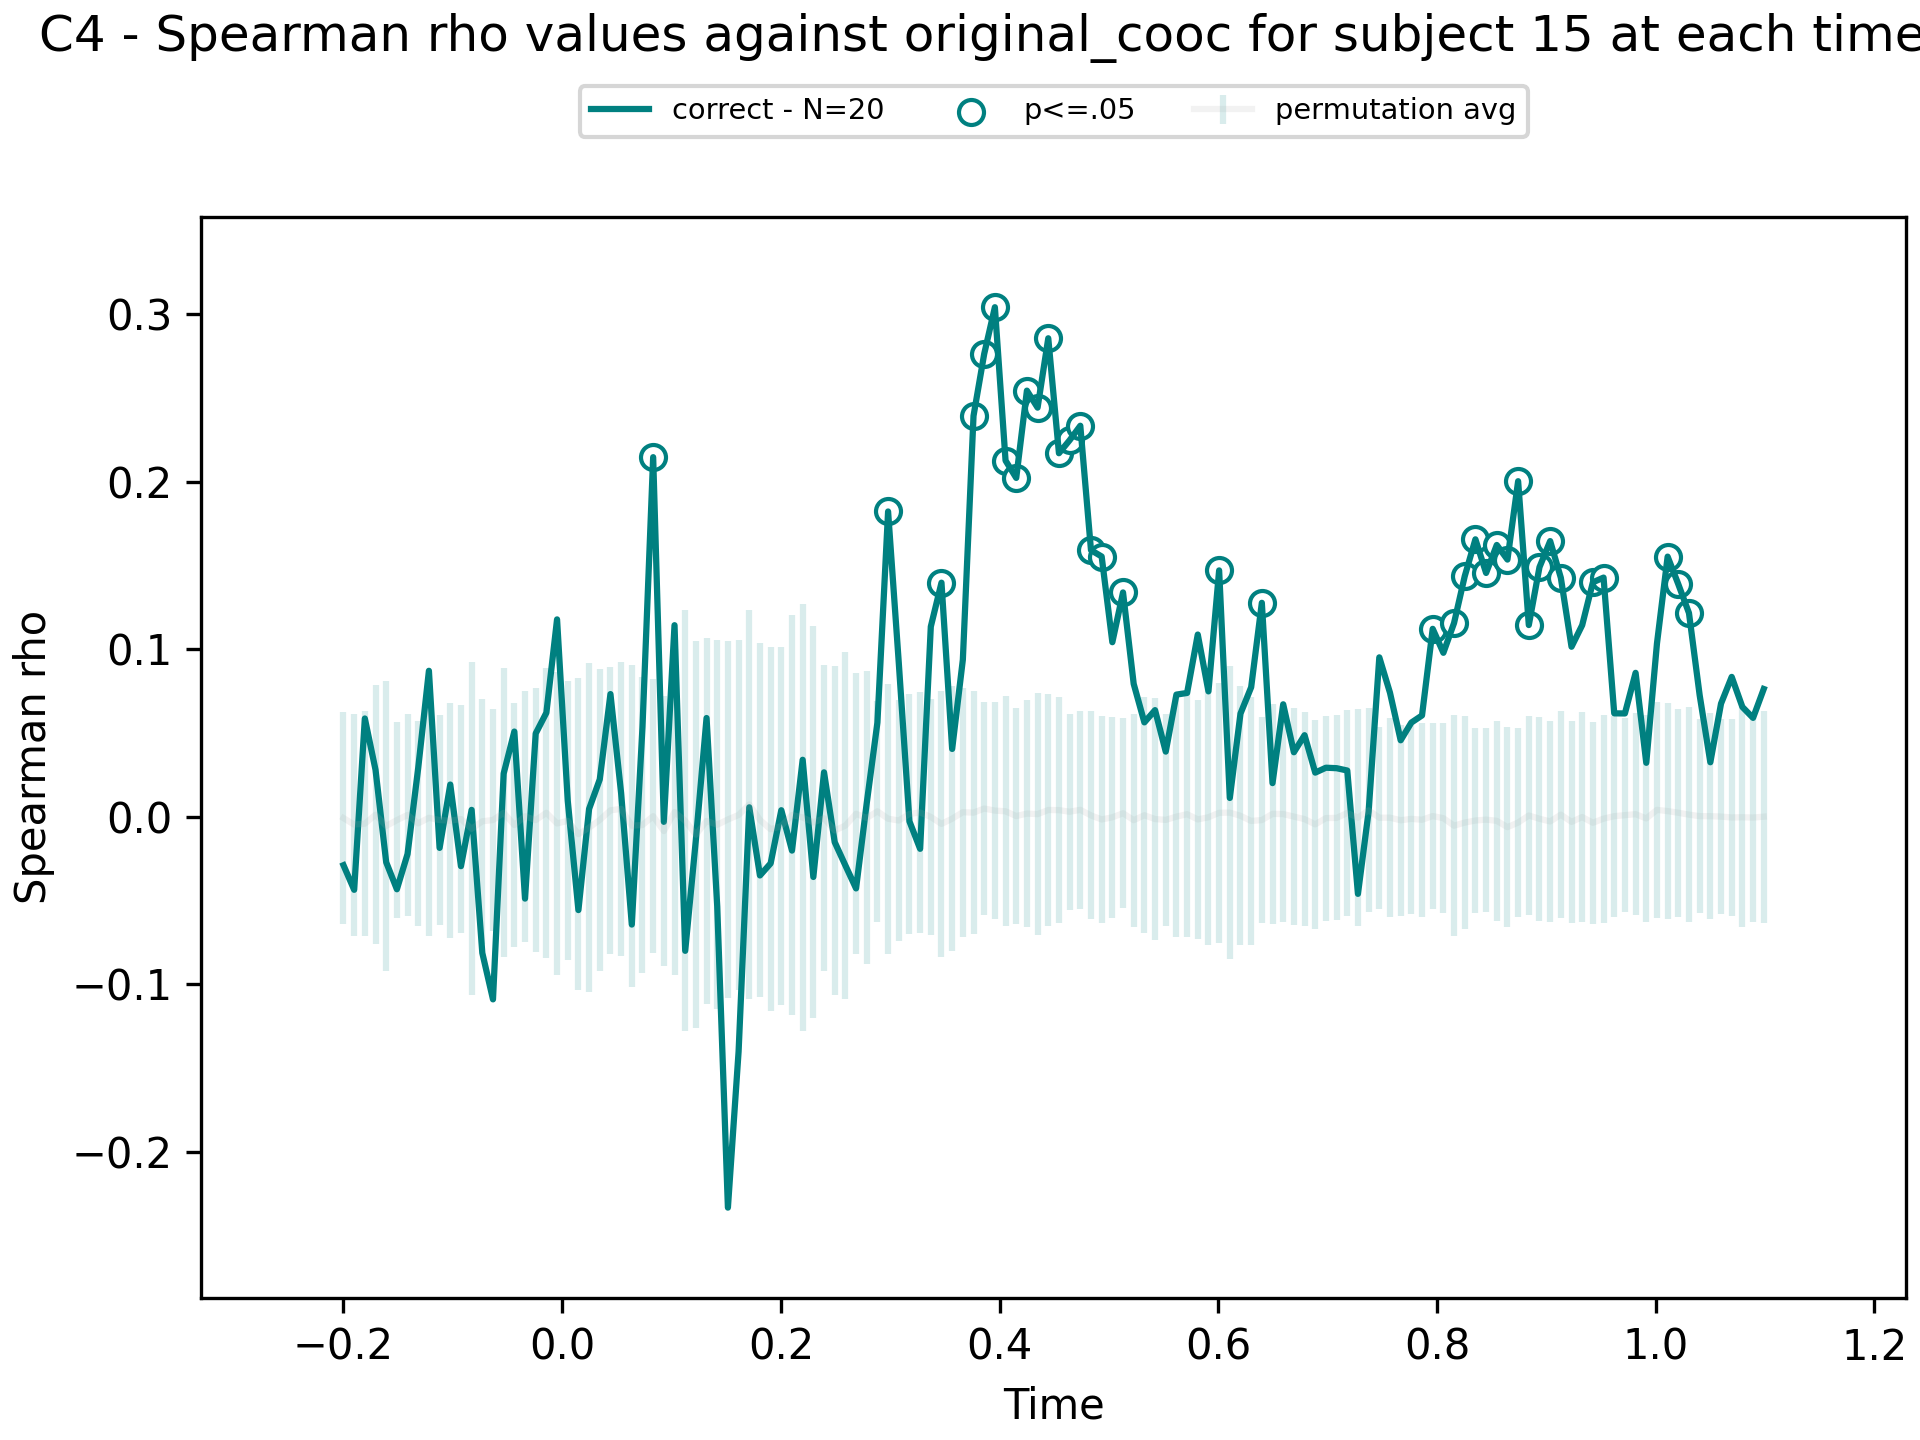 C4 - Spearman rho values against original_cooc for subject 15 at each time
correct - N=20
p<=.05
permutation avg
Spearman rho
0.3
0.2
0.1
0.0
−0.1
−0.2
−0.2
0.0
0.2
0.4
0.6
0.8
1.0
1.2
Time